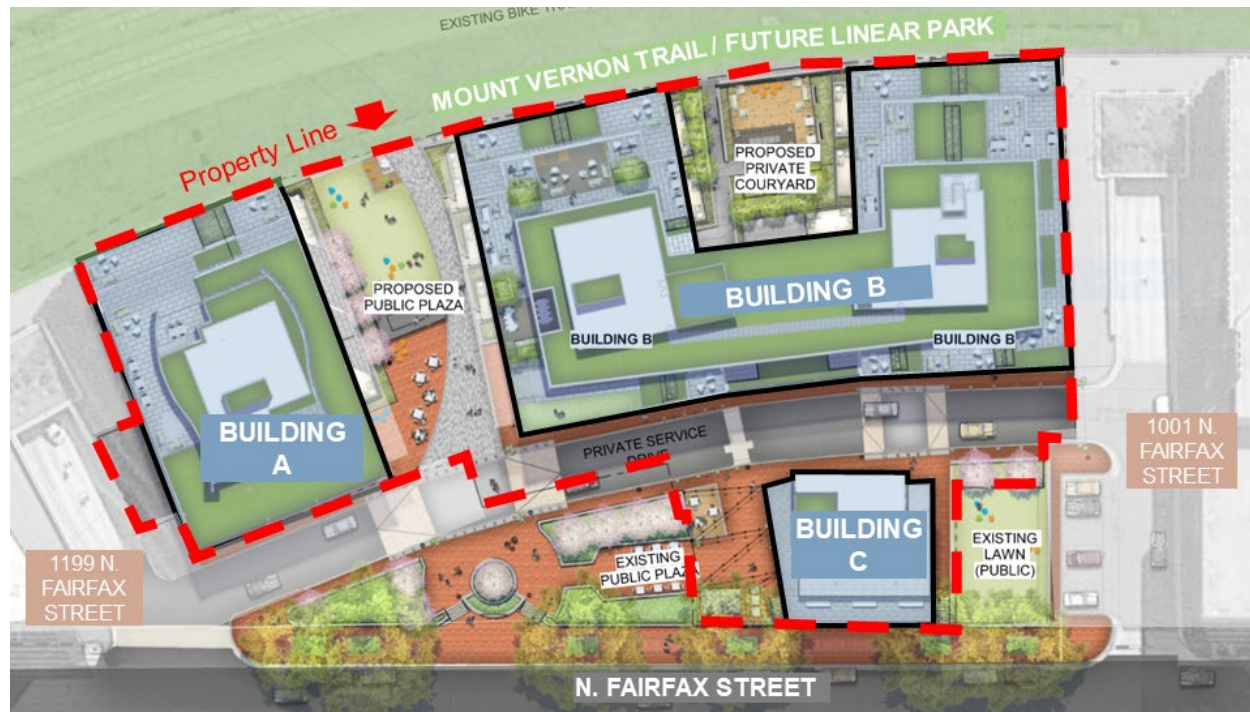 EXISTING BIKE TRA
MOUNT VERNON TRAIL / FUTURE LINEAR PARK
Property Line
PROPOSED
PRIVATE
COURYARD
PROPOSED
PUBLIC PLAZA
BUILDING B
BUILDING B
BUILDING B
BUILDING
A
PRIVATE SERVICE
DRIVE
1001 N.
FAIRFAX
STREET
BUILDING
C
EXISTING
LAWN
(PUBLIC)
EXISTING
PUBLIC PLAZA
1199 N.
FAIRFAX
STREET
N. FAIRFAX STREET